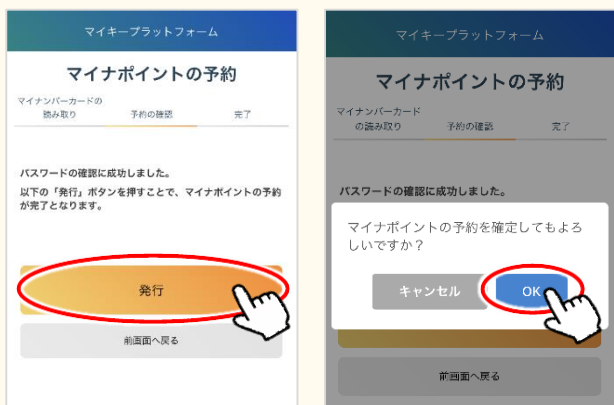 マイキープラットフォーム
マイナポイントの予約
マイナンバーカードの
読み取り
予約の確認
完了
パスワードの確認に成功しました。
以下の「発行」ボタンを押すことで、マイナポイントの予約
が完了となります。
発行
前画面へ戻る
マイキープラットフォーム
マイナポイントの予約
マイナンバーカード
の読み取り
予約の確認
完了
パスワードの確認に成功しました。
マイナポイントの予約を確定してもよろ
しいですか?
キャンセル
OK
前画面へ戻る